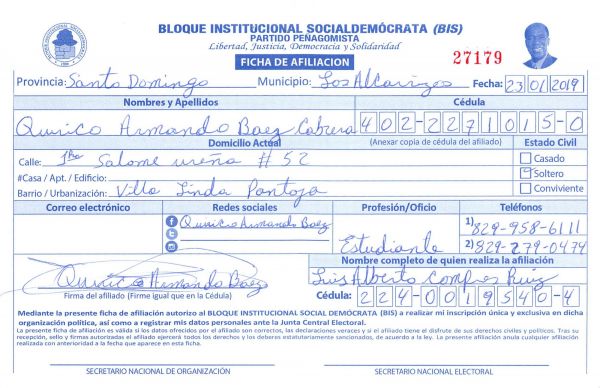 BLOQUE INSTITUCIONAL SOCIALDEMÓCRATA (BIS)
PARTIDO PEÑAGOMISTA
Libertad, Justicia, Democracia y Solidaridad
FICHA DE AFILIACION
27179
Provincia: Santo Domingo Municipio: Los Alcarrizos Fecha: 23/01/2019
Nombres y Apellidos Cédula
Quirico Armando Baez Cabrera 402-2271015-0
Domicilio Actual (Anexar copia de cédula del afiliado) Estado Civil
Calle: 1ra Salome ureña # 52 Casado
#Casa / Apt. / Edificio: Soltero
Barrio / Urbanización: Villa Linda Pantoja Conviviente
Correo electrónico Redes sociales Profesión/Oficio Teléfonos
Quirico Armando Baez 1) 829-958-6111
Estudiante 2) 829-279-0474
Nombre completo de quien realiza la afiliación
Quirico Armando Baez Luis Alberto Compres Ruiz
Firma del afiliado (Firme igual que en la Cédula) Cédula: 224-0019540-4
Mediante la presente ficha de afiliación autorizo al BLOQUE INSTITUCIONAL SOCIAL DEMÓCRATA (BIS) a realizar mi inscripción única y exclusiva en dicha
organización política, así como a registrar mis datos personales ante la Junta Central Electoral.
La presente ficha de afiliación es válida si los datos ofrecidos por el afiliado son correctos, las declaraciones veraces y si el afiliado tiene el disfrute de sus derechos civiles y políticos. Tras su
recepción, sello y firmas autorizadas el afiliado ejercerá todos los derechos y los deberes estatutariamente sancionados, de acuerdo a la ley. La presente afiliación anula cualquier afiliación
realizada con anterioridad a la fecha que aparece en esta ficha.
SECRETARIO NACIONAL DE ORGANIZACIÓN SECRETARIO NACIONAL ELECTORAL